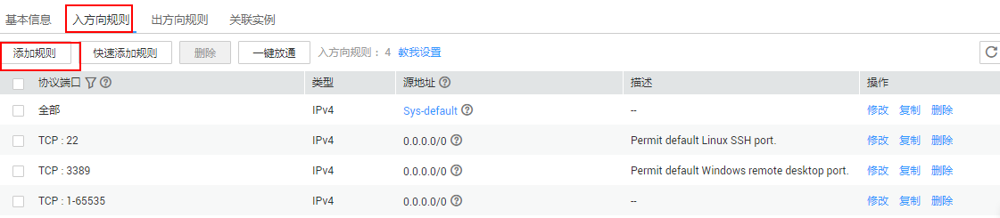 基本信息 入方向规则 出方向规则 关联实例
添加规则 快速添加规则 删除 一键放通 入方向规则：4 教我设置
协议端口 类型 源地址 描述 操作
全部 IPv4 Sys-default -- 修改 复制 删除
TCP : 22 IPv4 0.0.0.0/0 Permit default Linux SSH port. 修改 复制 删除
TCP : 3389 IPv4 0.0.0.0/0 Permit default Windows remote desktop port. 修改 复制 删除
TCP : 1-65535 IPv4 0.0.0.0/0 -- 修改 复制 删除